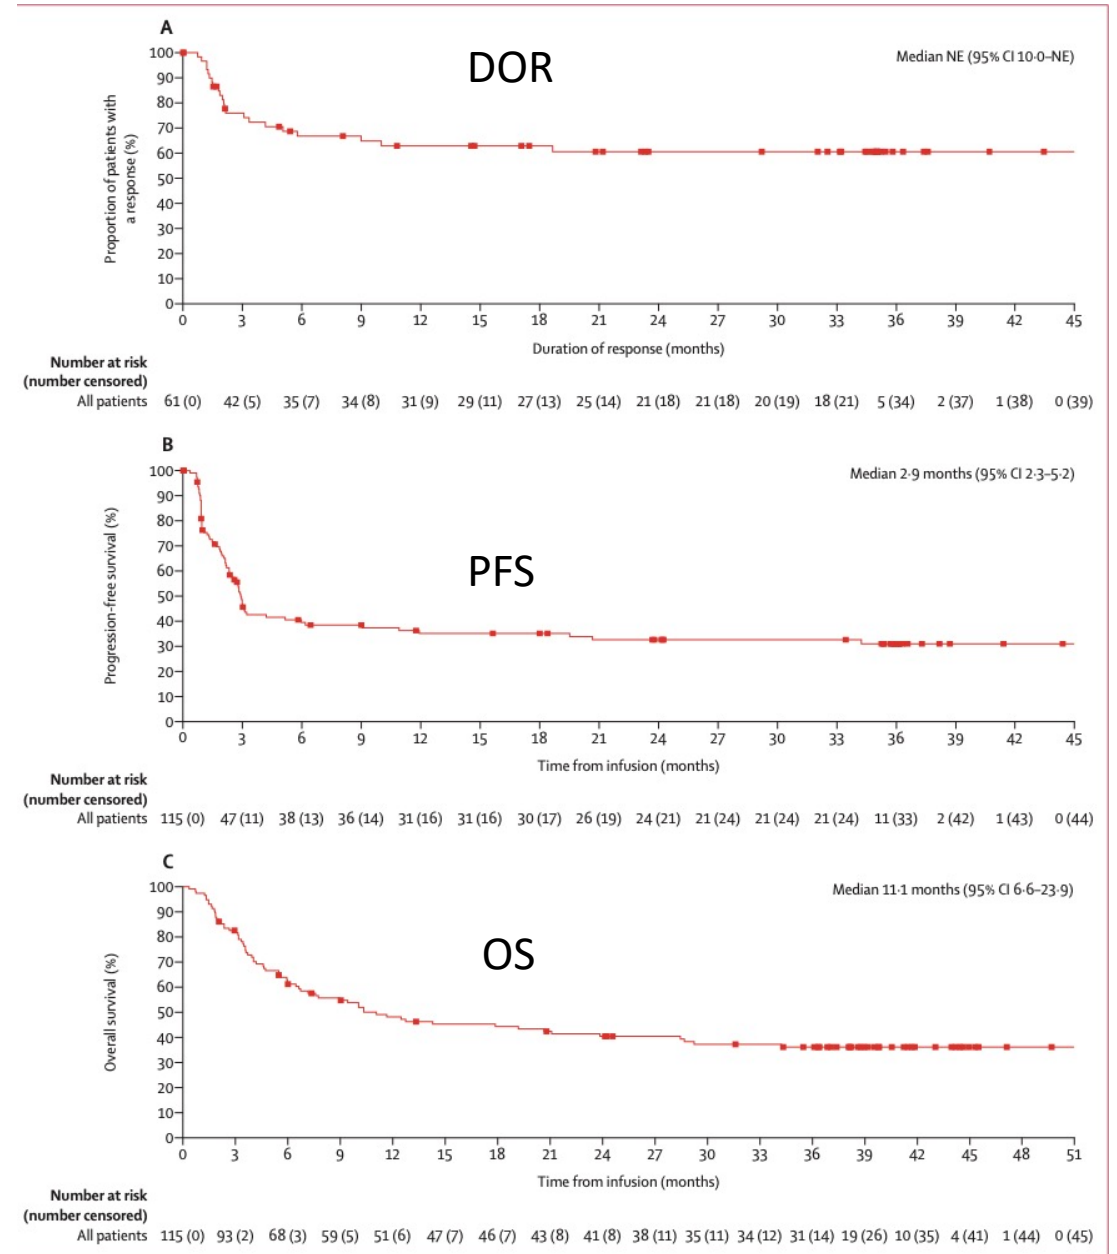 A
DOR
Median NE (95% CI 10·0–NE)
Proportion of patients with
a response (%)
100
90
80
70
60
50
40
30
20
10
0
0 3 6 9 12 15 18 21 24 27 30 33 36 39 42 45
Duration of response (months)
Number at risk
(number censored)
All patients 61 (0) 42 (5) 35 (7) 34 (8) 31 (9) 29 (11) 27 (13) 25 (14) 21 (18) 21 (18) 20 (19) 18 (21) 5 (34) 2 (37) 1 (38) 0 (39)
B
PFS
Median 2·9 months (95% CI 2·3–5·2)
Progression-free survival (%)
100
90
80
70
60
50
40
30
20
10
0
0 3 6 9 12 15 18 21 24 27 30 33 36 39 42 45
Time from infusion (months)
Number at risk
(number censored)
All patients 115 (0) 47 (11) 38 (13) 36 (14) 31 (16) 31 (16) 30 (17) 26 (19) 24 (21) 21 (24) 21 (24) 21 (24) 11 (33) 2 (42) 1 (43) 0 (44)
C
OS
Median 11·1 months (95% CI 6·6–23·9)
Overall survival (%)
100
90
80
70
60
50
40
30
20
10
0
0 3 6 9 12 15 18 21 24 27 30 33 36 39 42 45 48 51
Time from infusion (months)
Number at risk
(number censored)
All patients 115 (0) 93 (2) 68 (3) 59 (5) 51 (6) 47 (7) 46 (7) 43 (8) 41 (8) 38 (11) 35 (11) 34 (12) 31 (14) 19 (26) 10 (35) 4 (41) 1 (44) 0 (45)